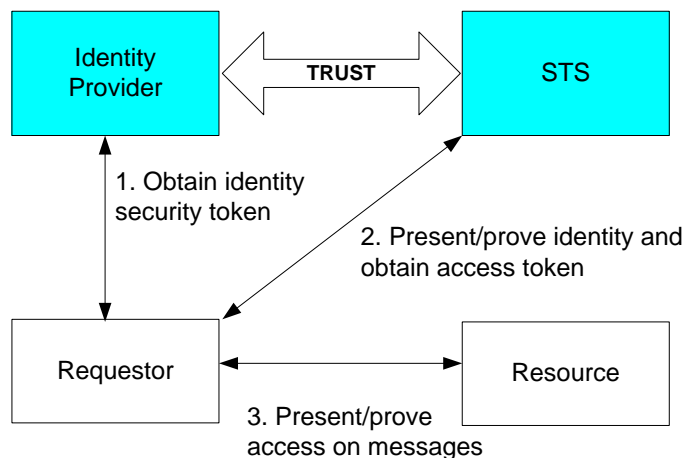 Identity
Provider
TRUST
STS
1. Obtain identity
security token
2. Present/prove identity and
obtain access token
Requestor
Resource
3. Present/prove
access on messages